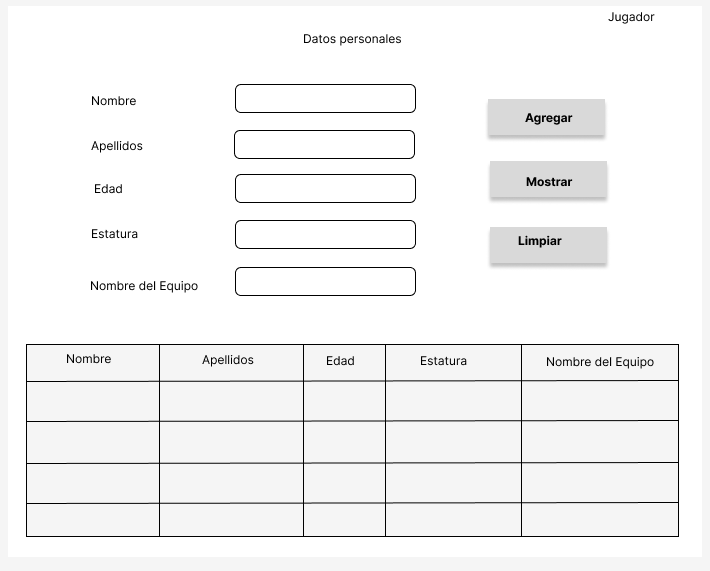 Jugador
Datos personales
Nombre
Agregar
Apellidos
Mostrar
Edad
Estatura
Limpiar
Nombre del Equipo
Nombre Apellidos Edad Estatura Nombre del Equipo